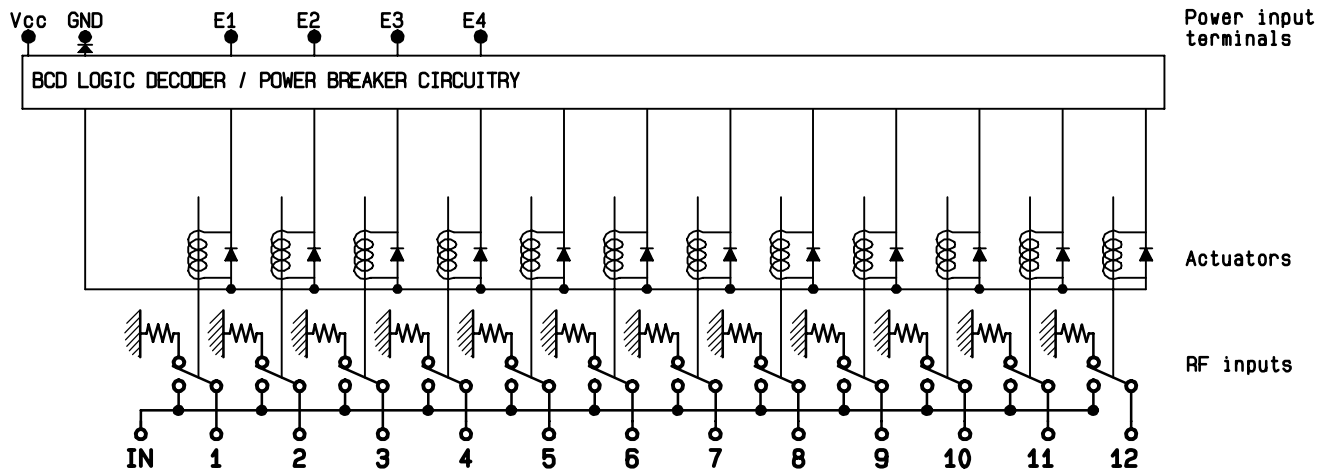 Vcc GND E1 E2 E3 E4 Power input
terminals
BCD LOGIC DECODER / POWER BREAKER CIRCUITRY
Actuators
RF inputs
IN 1 2 3 4 5 6 7 8 9 10 11 12